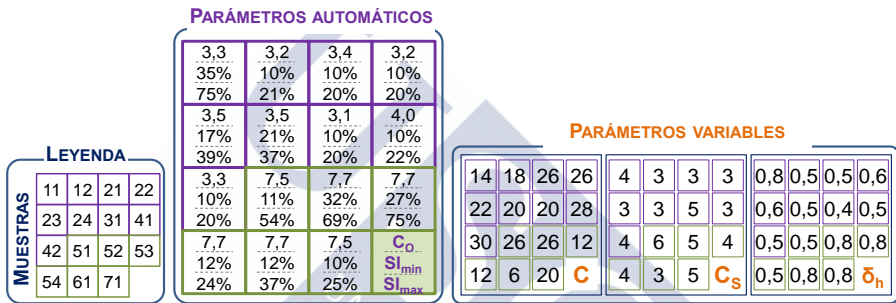 PARÁMETROS AUTOMÁTICOS
3,3 3,2 3,4 3,2
35% 10% 10% 10%
75% 21% 20% 20%
3,5 3,5 3,1 4,0
17% 21% 10% 10%
39% 37% 20% 22%
3,3 7,5 7,7 7,7
10% 11% 32% 27%
20% 54% 69% 75%
7,7 7,7 7,5 C_O
12% 12% 10% SI_min
24% 37% 25% SI_max
LEYENDA
MUESTRAS
11 12 21 22
23 24 31 41
42 51 52 53
54 61 71
PARÁMETROS VARIABLES
14 18 26 26
22 20 20 28
30 26 26 12
12 6 20 C
4 3 3 3
3 3 5 3
4 6 5 4
4 3 5 C_S
0,8 0,5 0,5 0,6
0,6 0,5 0,4 0,5
0,5 0,5 0,8 0,8
0,5 0,8 0,8 δ_h